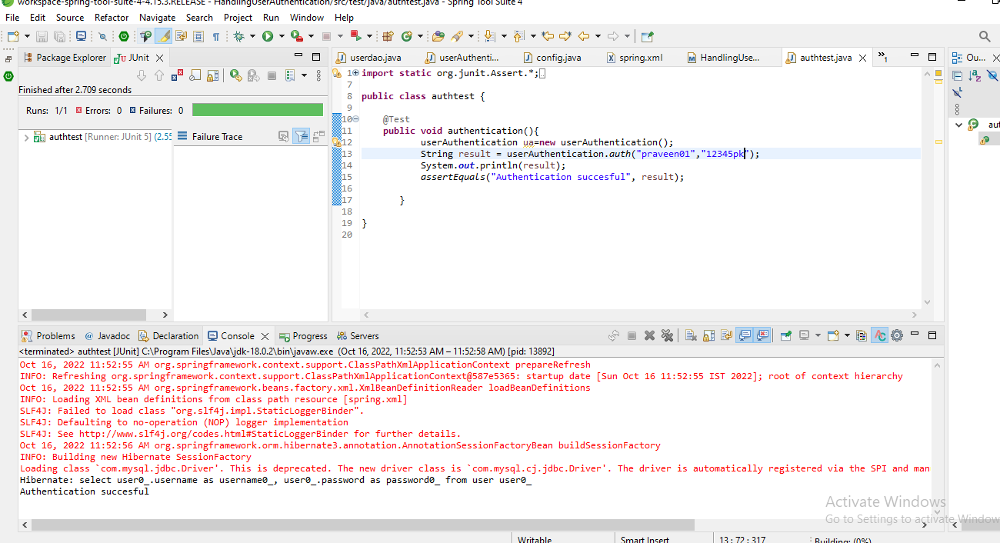 workspace-spring-tool-suite-4-4.15.3.RELEASE - HandlingUserAuthentication/src/test/java/authtest.java - Spring Tool Suite 4
File Edit Source Refactor Navigate Search Project Run Window Help
Package Explorer JUnit
userdao.java userAuthenti... config.java spring.xml HandlingUse... authtest.java »1 Ou...
Finished after 2.709 seconds
Runs: 1/1 Errors: 0 Failures: 0
authtest [Runner: JUnit 5] (2.55 Failure Trace
1 import static org.junit.Assert.*;
7
8 public class authtest {
9
10 @Test
11 public void authentication(){
12 userAuthentication ua=new userAuthentication();
13 String result = userAuthentication.auth("praveen01","12345pk");
14 System.out.println(result);
15 assertEquals("Authentication succesful", result);
16
17 }
18
19 }
20
aut
Problems @ Javadoc Declaration Console Progress Servers
<terminated> authtest [JUnit] C:\Program Files\Java\jdk-18.0.2\bin\javaw.exe (Oct 16, 2022, 11:52:53 AM – 11:52:58 AM) [pid: 13892]
Oct 16, 2022 11:52:55 AM org.springframework.context.support.ClassPathXmlApplicationContext prepareRefresh
INFO: Refreshing org.springframework.context.support.ClassPathXmlApplicationContext@587e5365: startup date [Sun Oct 16 11:52:55 IST 2022]; root of context hierarchy
Oct 16, 2022 11:52:55 AM org.springframework.beans.factory.xml.XmlBeanDefinitionReader loadBeanDefinitions
INFO: Loading XML bean definitions from class path resource [spring.xml]
SLF4J: Failed to load class "org.slf4j.impl.StaticLoggerBinder".
SLF4J: Defaulting to no-operation (NOP) logger implementation
SLF4J: See http://www.slf4j.org/codes.html#StaticLoggerBinder for further details.
Oct 16, 2022 11:52:56 AM org.springframework.orm.hibernate3.annotation.AnnotationSessionFactoryBean buildSessionFactory
INFO: Building new Hibernate SessionFactory
Loading class `com.mysql.jdbc.Driver'. This is deprecated. The new driver class is `com.mysql.cj.jdbc.Driver'. The driver is automatically registered via the SPI and man
Hibernate: select user0_.username as username0_, user0_.password as password0_ from user user0_
Authentication succesful
Activate Windows
Go to Settings to activate Window
Writable Smart Insert 13 : 72 : 317 Building: (0%)